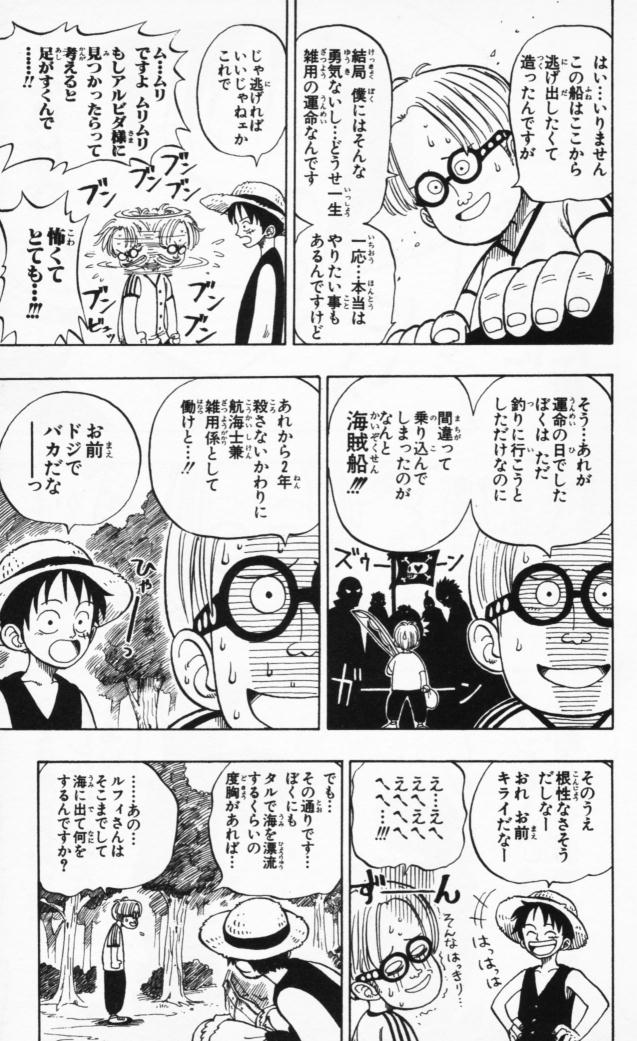 はい…いりません
この船はここから
逃げ出したくて
造ったんですが
結局 僕にはそんな
勇気ないし…どうせ一生
雑用の運命なんです
一応…本当は
やりたい事も
あるんですけど
じゃ逃げれば
いいじゃねェか
これで
ム…ムリ
ですよ ムリムリ
もしアルビダ様に
見つかったらって
考えると
足がすくんで
……!!
ブンブン
ブン
ブン
ブンブン
ブンビュッ
怖くて
とても…!!!
そう…あれが
運命の日でした
ぼくは ただ
釣りに行こうと
しただけなのに
間違って
乗り込んで
しまったのが
なんと
海賊船!!!
ズゥーーン
ガーーン
あれから2年
殺さないかわりに
航海士兼
雑用係として
働けと…!!
お前
ドジで
バカだな
――っ
ひゃーーっ
そのうえ
根性なさそう
だしなー
おれ お前
キライだなー
はっはっは
え…えへへ
えへへへ
へ…!!!
ずーーん
そんなはっきり…
でも…
その通りです…
ぼくにも
タルで海を漂流
するくらいの
度胸があれば…
……あの…
ルフィさんは
そこまでして
海に出て何を
するんですか?